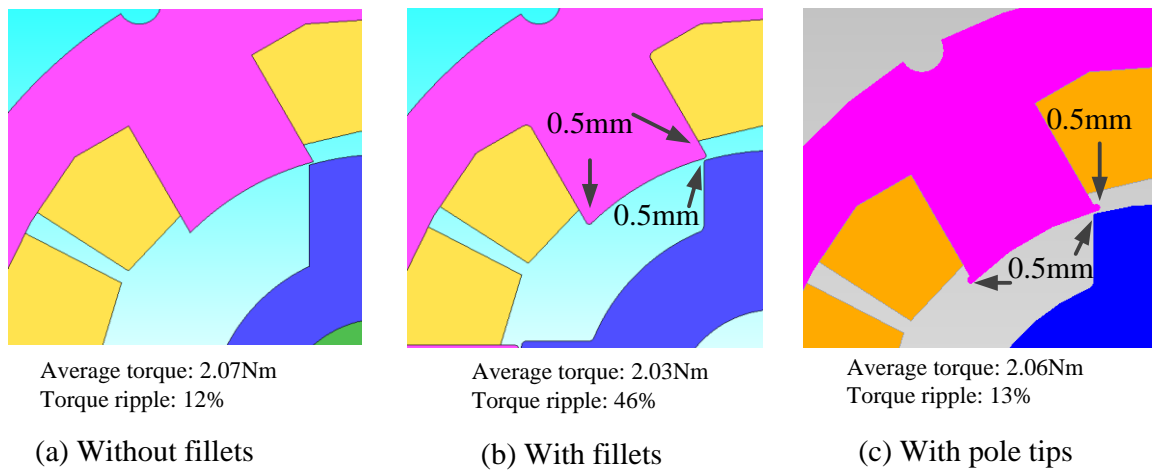 0.5mm
0.5mm
0.5mm
0.5mm
Average torque: 2.07Nm
Torque ripple: 12%
Average torque: 2.03Nm
Torque ripple: 46%
Average torque: 2.06Nm
Torque ripple: 13%
(a) Without fillets
(b) With fillets
(c) With pole tips